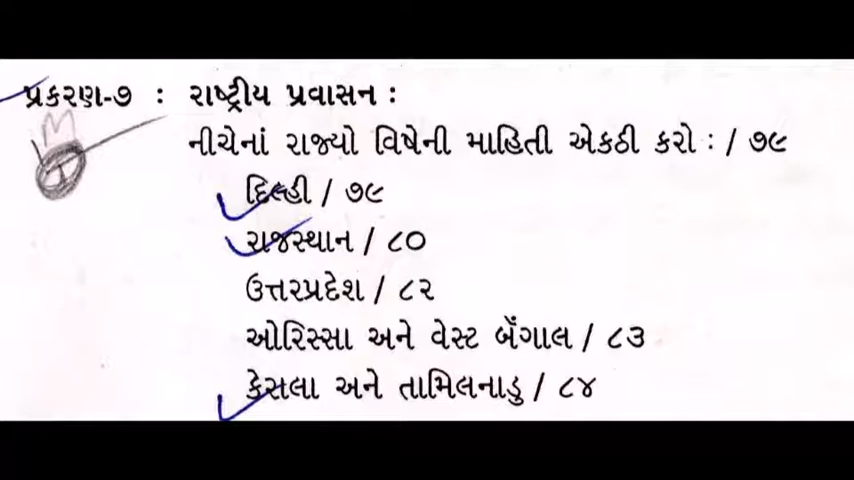 પ્રકરણ-૭ : રાષ્ટ્રીય પ્રવાસન :
નીચેનાં રાજ્યો વિષેની માહિતી એકઠી કરો : / ૭૯
દિલ્હી / ૭૯
રાજસ્થાન / ૮૦
ઉત્તરપ્રદેશ / ૮૨
ઓરિસ્સા અને વેસ્ટ બેંગાલ / ૮૩
કેસલા અને તામિલનાડુ / ૮૪